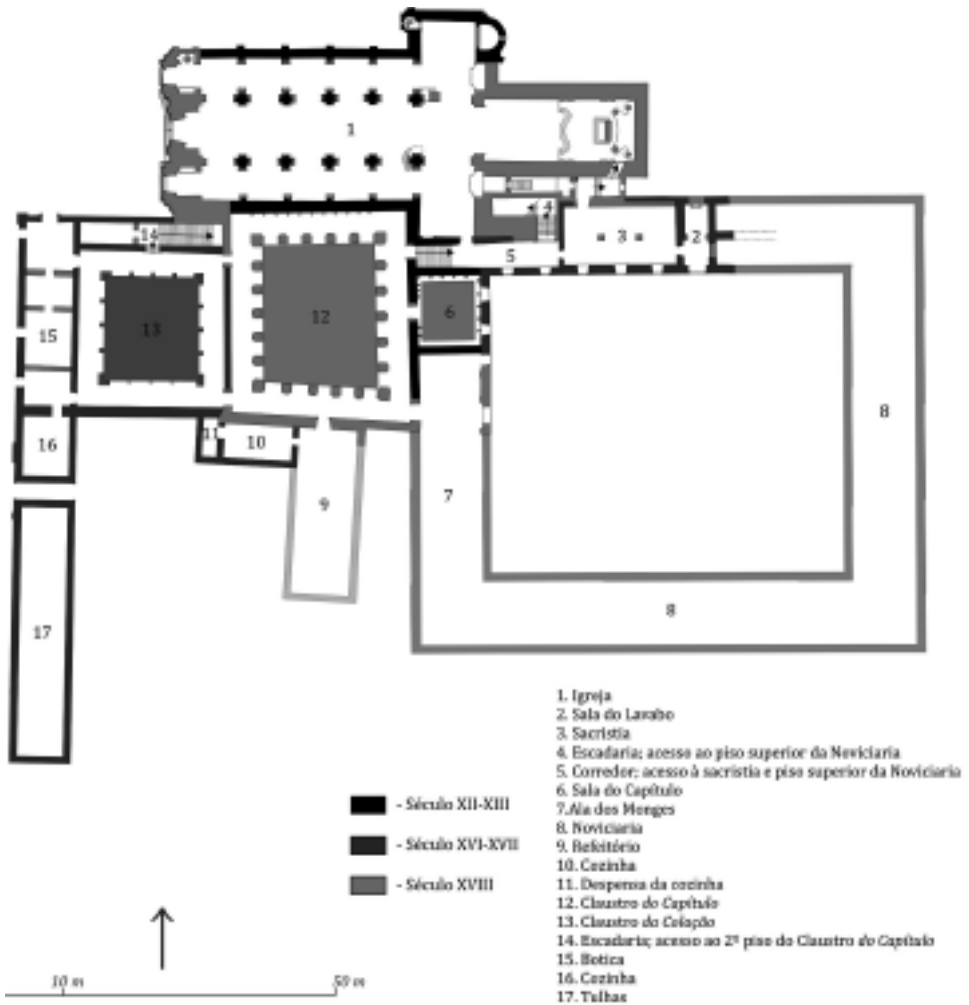 1
14
4
3
2
5
13
12
6
15
8
11
10
16
9
7
17
8
1. Igreja
2. Sala do Lavabo
3. Sacristia
4. Escadaria; acesso ao piso superior da Noviciaria
5. Corredor; acesso à sacristia e piso superior da Noviciaria
6. Sala do Capítulo
7.Ala dos Monges
8. Noviciaria
9. Refeitório
10. Cozinha
11. Despensa da cozinha
12. Claustro do Capítulo
13. Claustro da Colação
14. Escadaria; acesso ao 2º piso do Claustro do Capítulo
15. Botica
16. Cozinha
17. Tulhas
- Século XII-XIII
- Século XVI-XVII
- Século XVIII
10 m
50 m